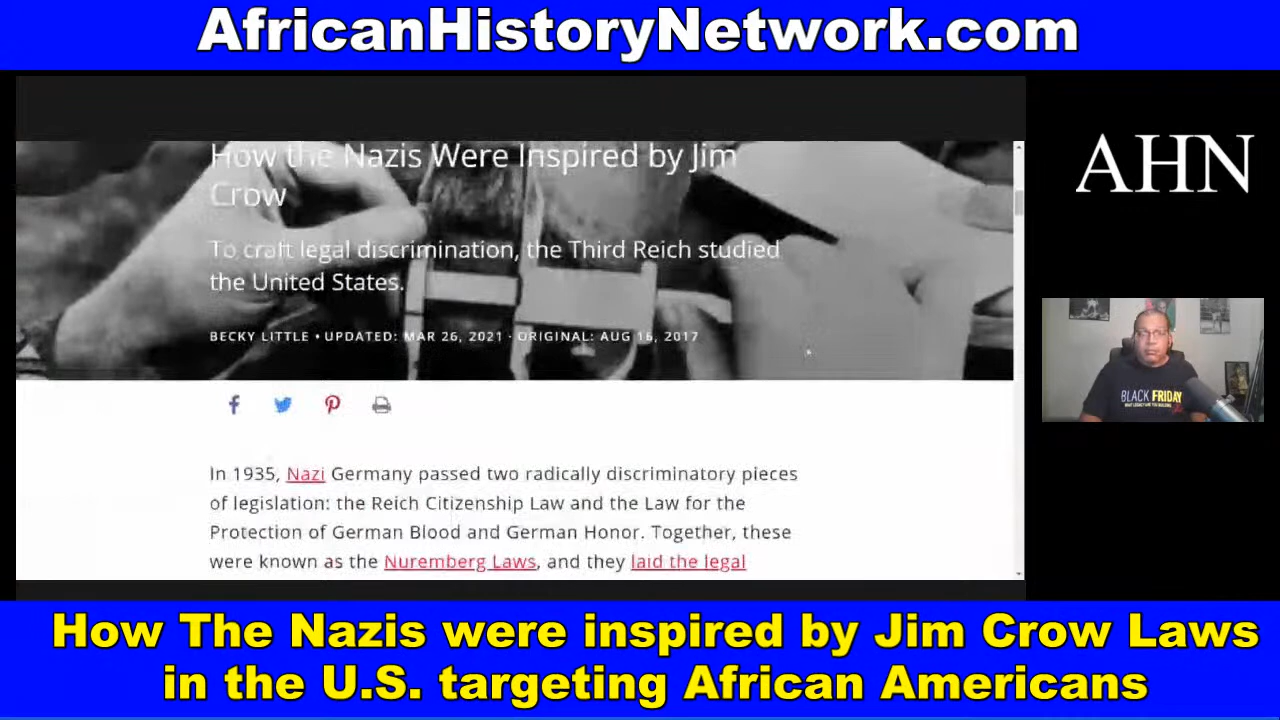 AfricanHistoryNetwork.com
AHN
How the Nazis Were Inspired by Jim
Crow
To craft legal discrimination, the Third Reich studied
the United States.
BECKY LITTLE • UPDATED: MAR 26, 2021 · ORIGINAL: AUG 16, 2017
In 1935, Nazi Germany passed two radically discriminatory pieces
of legislation: the Reich Citizenship Law and the Law for the
Protection of German Blood and German Honor. Together, these
were known as the Nuremberg Laws, and they laid the legal
BLACK FRIDAY
How The Nazis were inspired by Jim Crow Laws
in the U.S. targeting African Americans